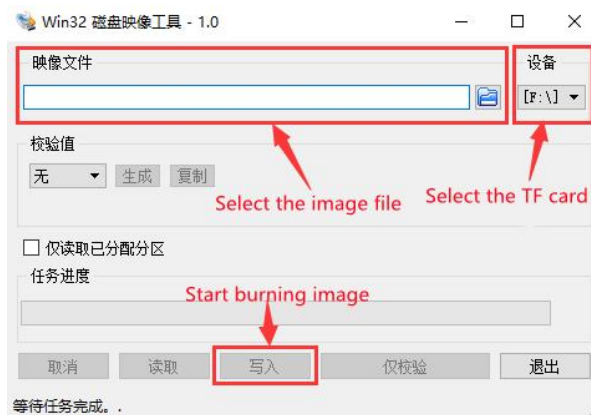 Win32 磁盘映像工具 - 1.0
映像文件
设备
[F:\]
校验值
无
生成
复制
Select the image file
Select the TF card
仅读取已分配分区
任务进度
Start burning image
取消
读取
写入
仅校验
退出
等待任务完成。.